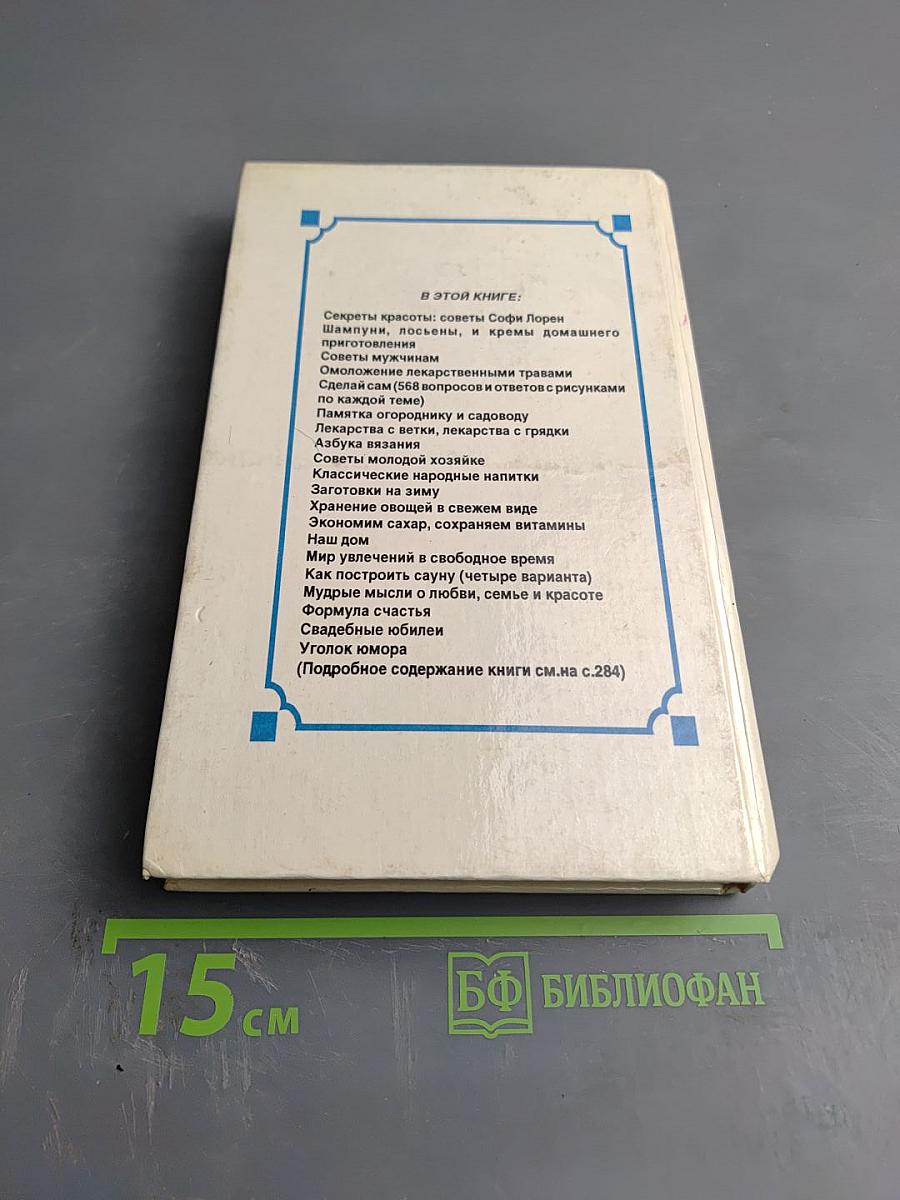 В ЭТОЙ КНИГЕ:
Секреты красоты: советы Софи Лорен
Шампуни, лосьены, и кремы домашнего
приготовления
Советы мужчинам
Омоложение лекарственными травами
Сделай сам (568 вопросов и ответов с рисунками
по каждой теме)
Памятка огороднику и садоводу
Лекарства с ветки, лекарства с грядки
Азбука вязания
Советы молодой хозяйке
Классические народные напитки
Заготовки на зиму
Хранение овощей в свежем виде
Экономим сахар, сохраняем витамины
Наш дом
Мир увлечений в свободное время
Как построить сауну (четыре варианта)
Мудрые мысли о любви, семье и красоте
Формула счастья
Свадебные юбилеи
Уголок юмора
(Подробное содержание книги см.на с.284)
15 см
БФ БИБЛИОФАН